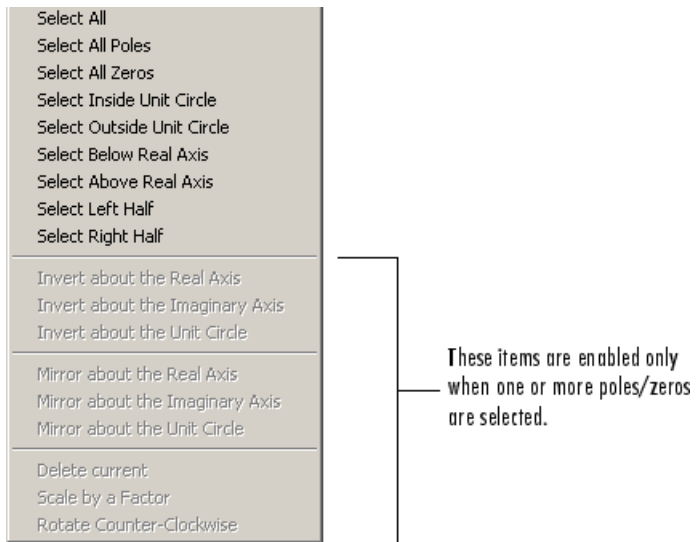 Select All
Select All Poles
Select All Zeros
Select Inside Unit Circle
Select Outside Unit Circle
Select Below Real Axis
Select Above Real Axis
Select Left Half
Select Right Half
Invert about the Real Axis
Invert about the Imaginary Axis
Invert about the Unit Circle
Mirror about the Real Axis
Mirror about the Imaginary Axis
Mirror about the Unit Circle
Delete current
Scale by a Factor
Rotate Counter-Clockwise
These items are enabled only
when one or more poles/zeros
are selected.